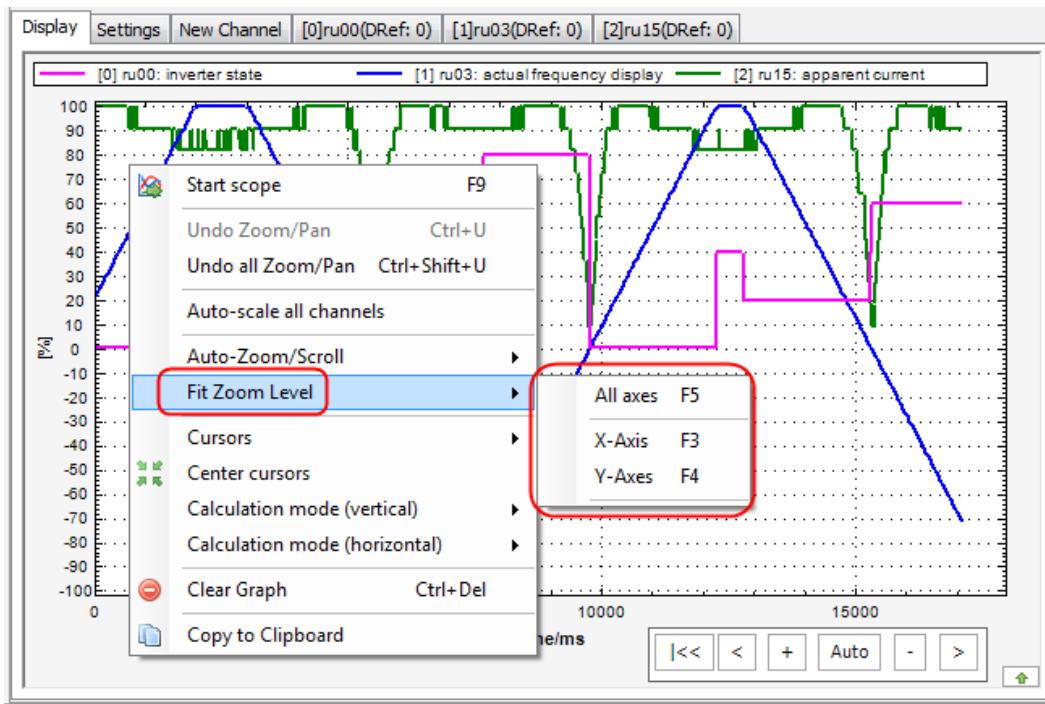 Display Settings New Channel [0]ru00(DRef: 0) [1]ru03(DRef: 0) [2]ru15(DRef: 0)
[0] ru00: inverter state [1] ru03: actual frequency display [2] ru15: apparent current
100
90
80
70
60
50
40
30
20
10
0
-10
-20
-30
-40
-50
-60
-70
-80
-90
-100
[%]
Start scope F9
Undo Zoom/Pan Ctrl+U
Undo all Zoom/Pan Ctrl+Shift+U
Auto-scale all channels
Auto-Zoom/Scroll
Fit Zoom Level
Cursors
Center cursors
Calculation mode (vertical)
Calculation mode (horizontal)
Clear Graph Ctrl+Del
Copy to Clipboard
All axes F5
X-Axis F3
Y-Axes F4
0 10000 15000
e/ms
|<< < + Auto - >